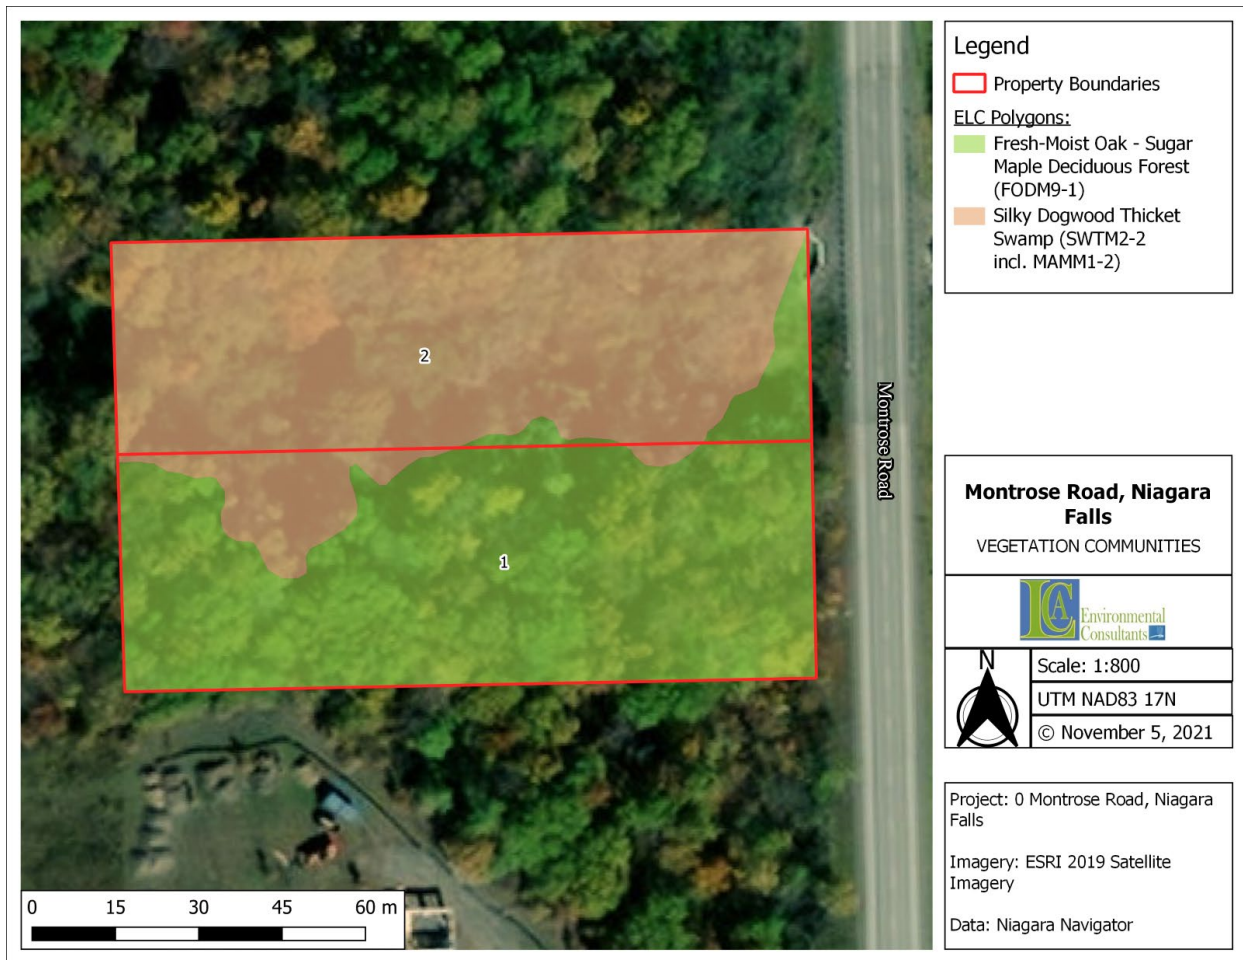 Legend
Property Boundaries
ELC Polygons:
Fresh-Moist Oak - Sugar
Maple Deciduous Forest
(FODM9-1)
Silky Dogwood Thicket
Swamp (SWTM2-2
incl. MAMM1-2)
2
1
Montrose Road
Montrose Road, Niagara
Falls
VEGETATION COMMUNITIES
LCA
Environmental
Consultants
N
Scale: 1:800
UTM NAD83 17N
© November 5, 2021
Project: 0 Montrose Road, Niagara
Falls
Imagery: ESRI 2019 Satellite
Imagery
Data: Niagara Navigator
0 15 30 45 60 m